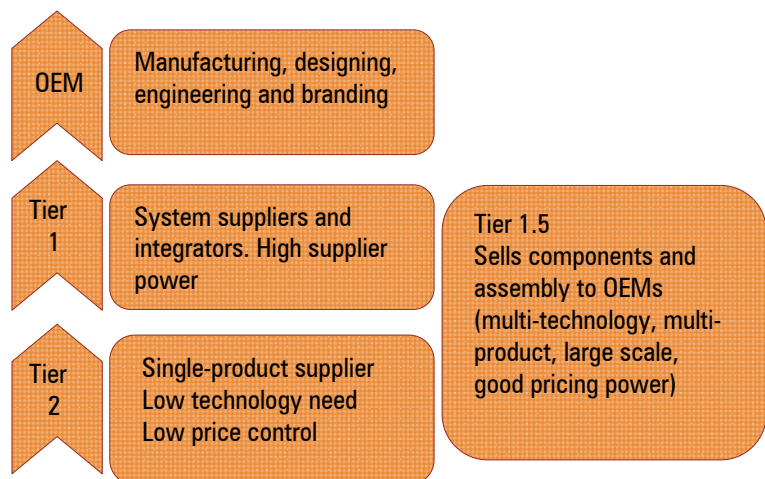 OEM
Manufacturing, designing,
engineering and branding
Tier
1
System suppliers and
integrators. High supplier
power
Tier 1.5
Sells components and
assembly to OEMs
(multi-technology, multi-
product, large scale,
good pricing power)
Tier
2
Single-product supplier
Low technology need
Low price control